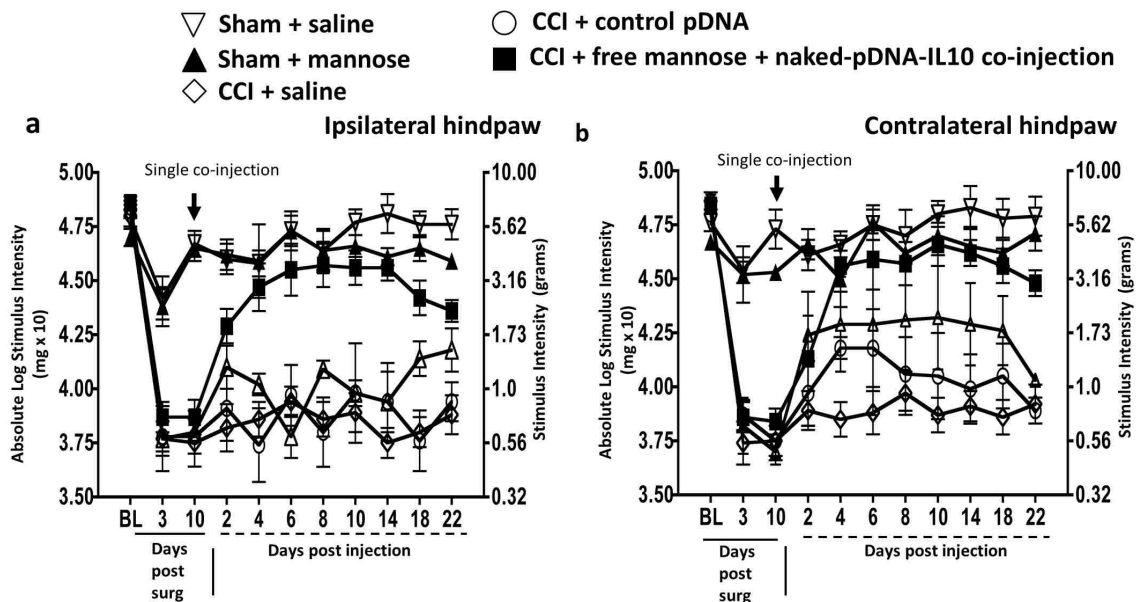 Sham + saline
Sham + mannose
CCI + saline
CCI + control pDNA
CCI + free mannose + naked-pDNA-IL10 co-injection
a
Ipsilateral hindpaw
Single co-injection
Absolute Log Stimulus Intensity
(mg x 10)
5.00
4.75
4.50
4.25
4.00
3.75
3.50
10.00
5.62
3.16
1.73
1.0
0.56
0.32
Stimulus Intensity (grams)
BL 3 10 2 4 6 8 10 14 18 22
Days
post
surg
Days post injection
b
Contralateral hindpaw
Single co-injection
Absolute Log Stimulus Intensity
(mg x 10)
5.00
4.75
4.50
4.25
4.00
3.75
3.50
10.00
5.62
3.16
1.73
1.0
0.56
0.32
Stimulus Intensity (grams)
BL 3 10 2 4 6 8 10 14 18 22
Days
post
surg
Days post injection